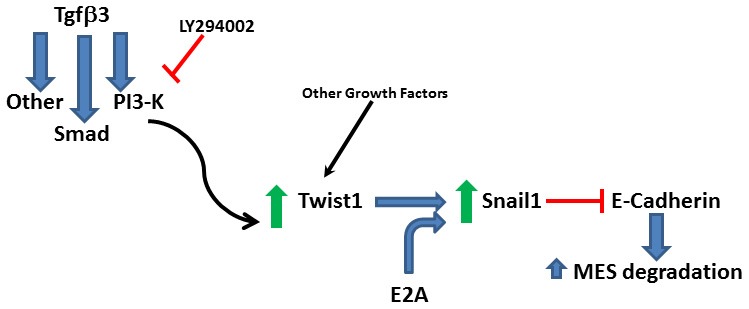 Tgfβ3
LY294002
Other
PI3-K
Smad
Other Growth Factors
Twist1
Snail1
E-Cadherin
E2A
MES degradation